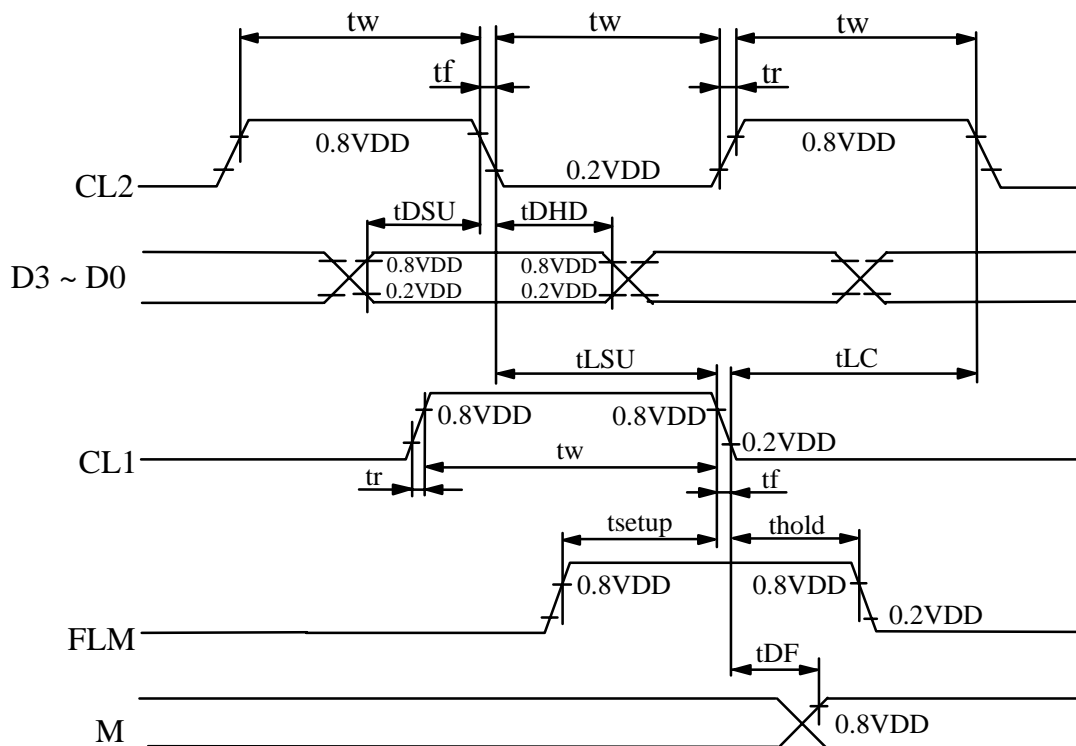 tw tw tw
tf tr
0.8VDD 0.2VDD 0.8VDD
CL2
tDSU tDHD
D3 ~ D0
0.8VDD 0.8VDD
0.2VDD 0.2VDD
tLSU tLC
0.8VDD 0.8VDD
0.2VDD
CL1
tw
tr tf
tsetup thold
0.8VDD 0.8VDD
0.2VDD
FLM
tDF
0.8VDD
M